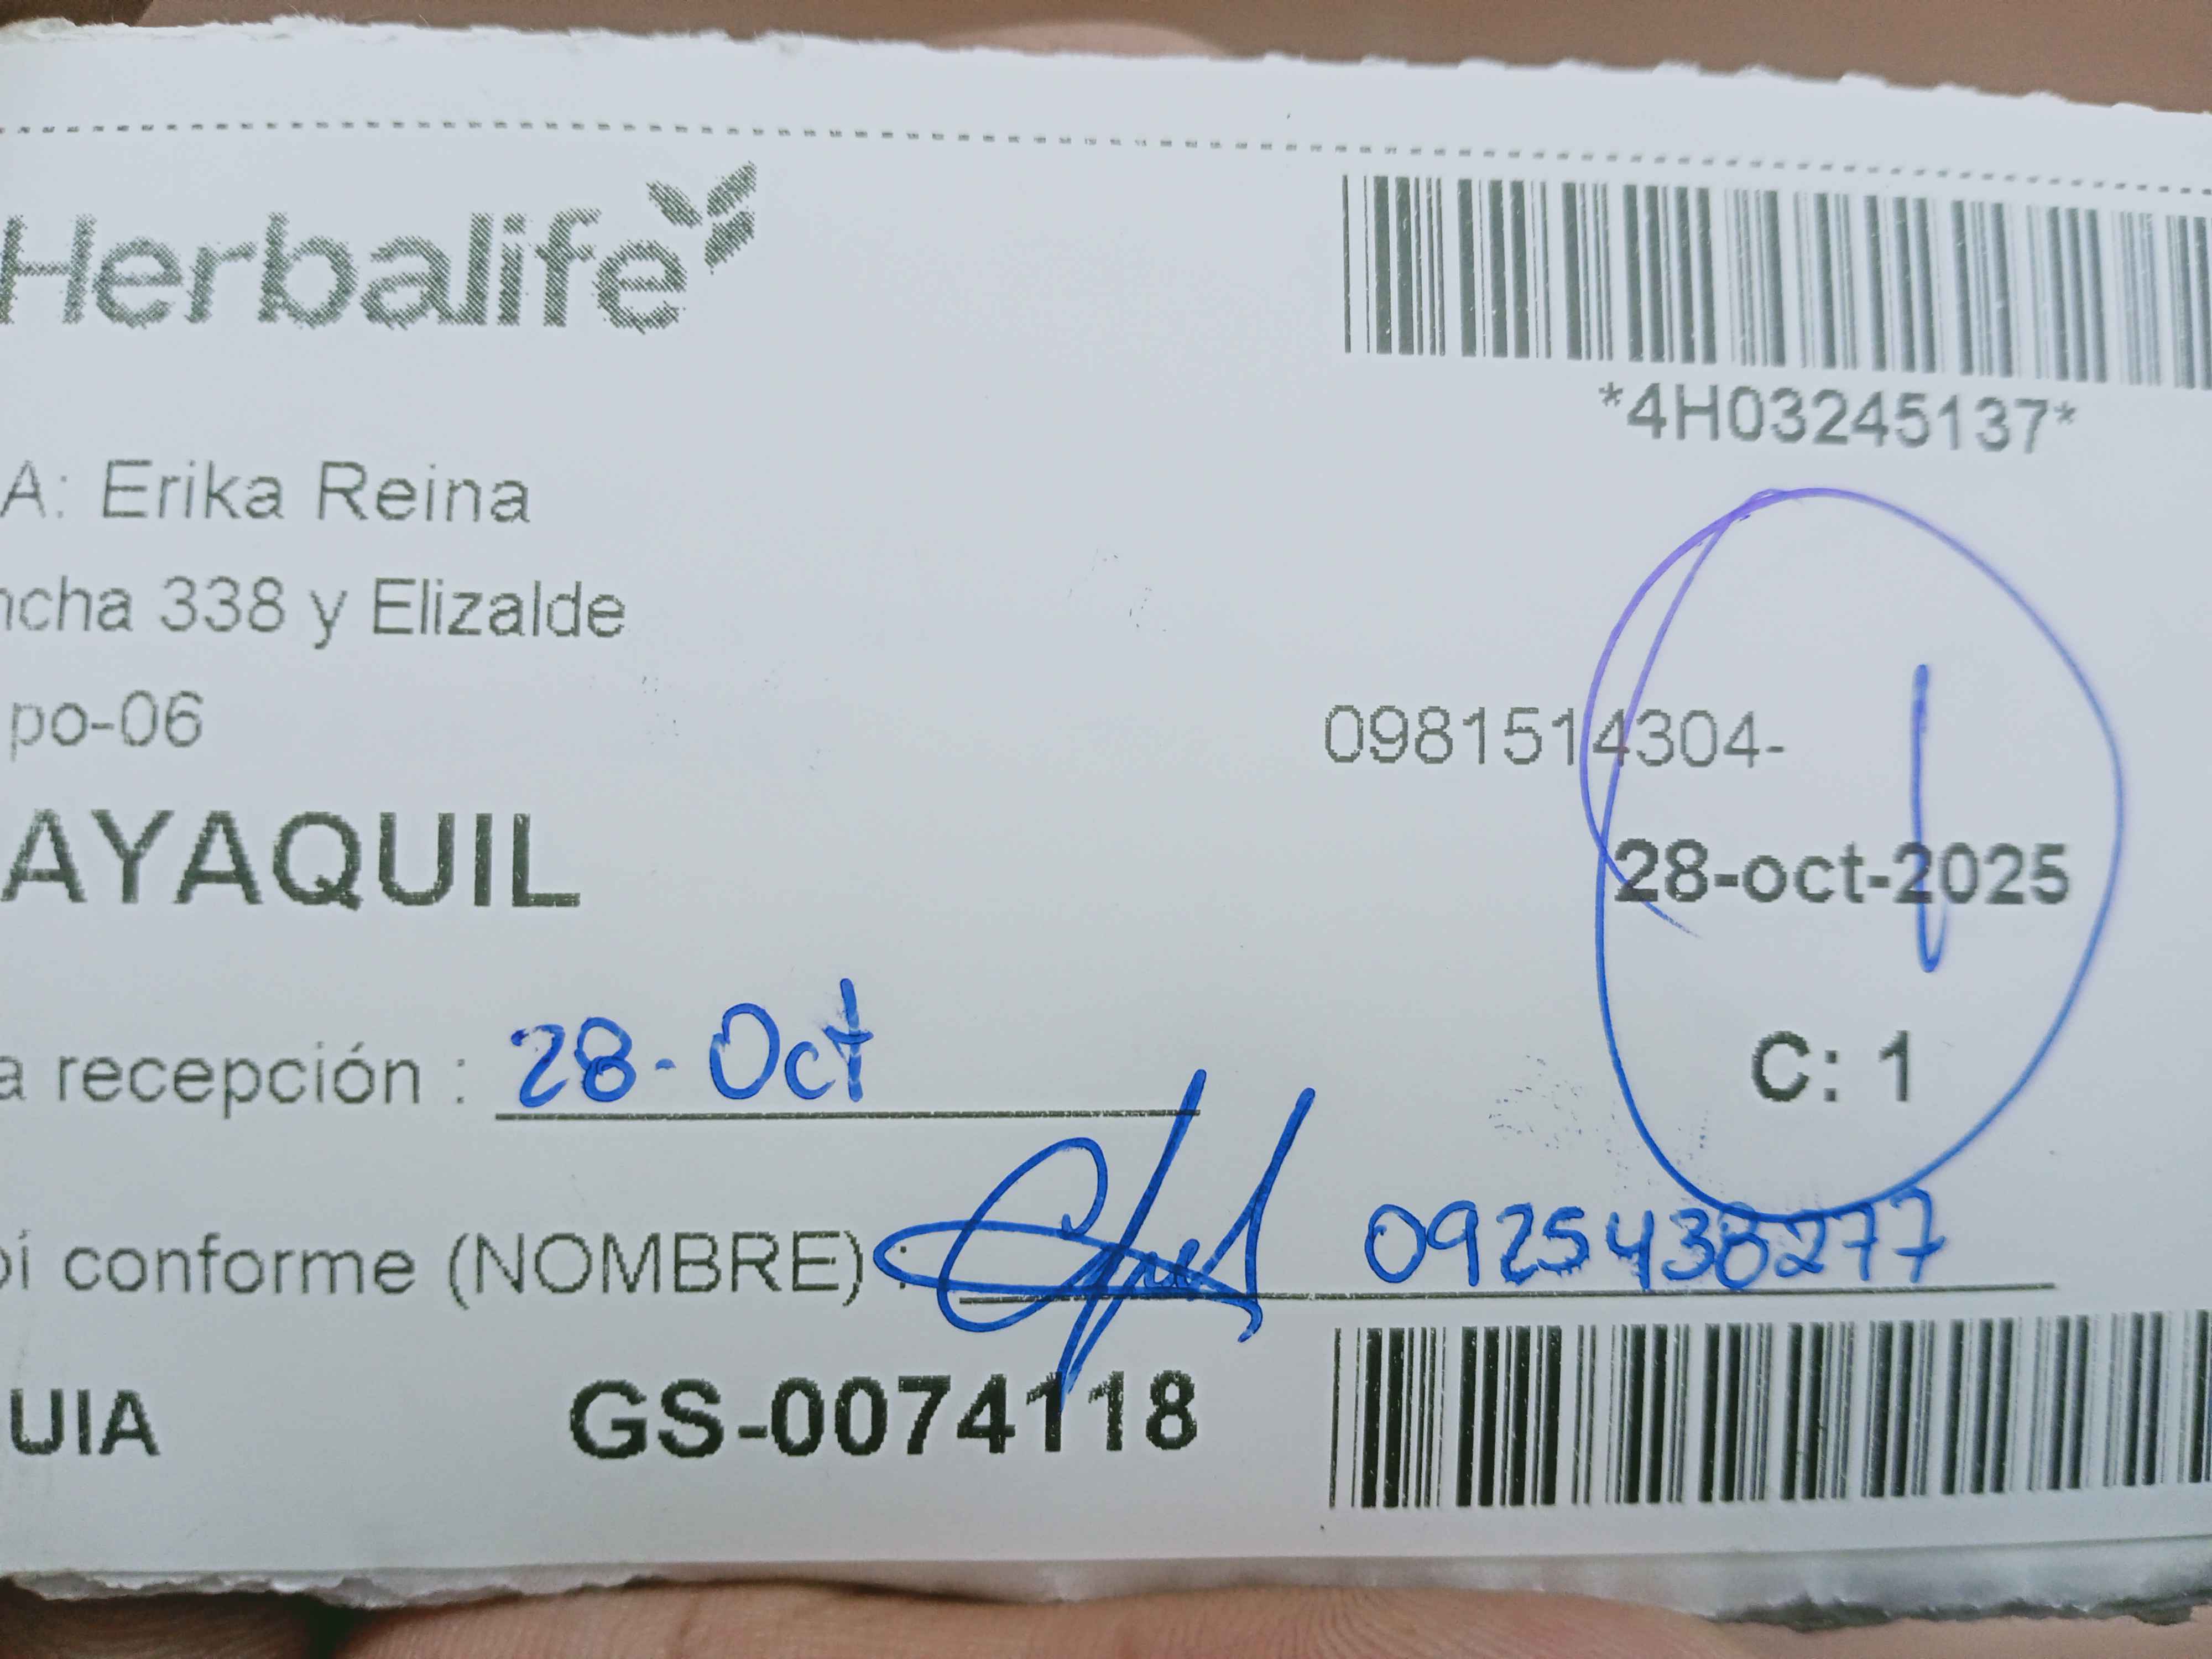 Herbalife
*4H03245137*
A: Erika Reina
ncha 338 y Elizalde
po-06
0981514304-
AYAQUIL
28-oct-2025
a recepción : 28-Oct
C: 1
bí conforme (NOMBRE) : 0925438277
UIA GS-0074118